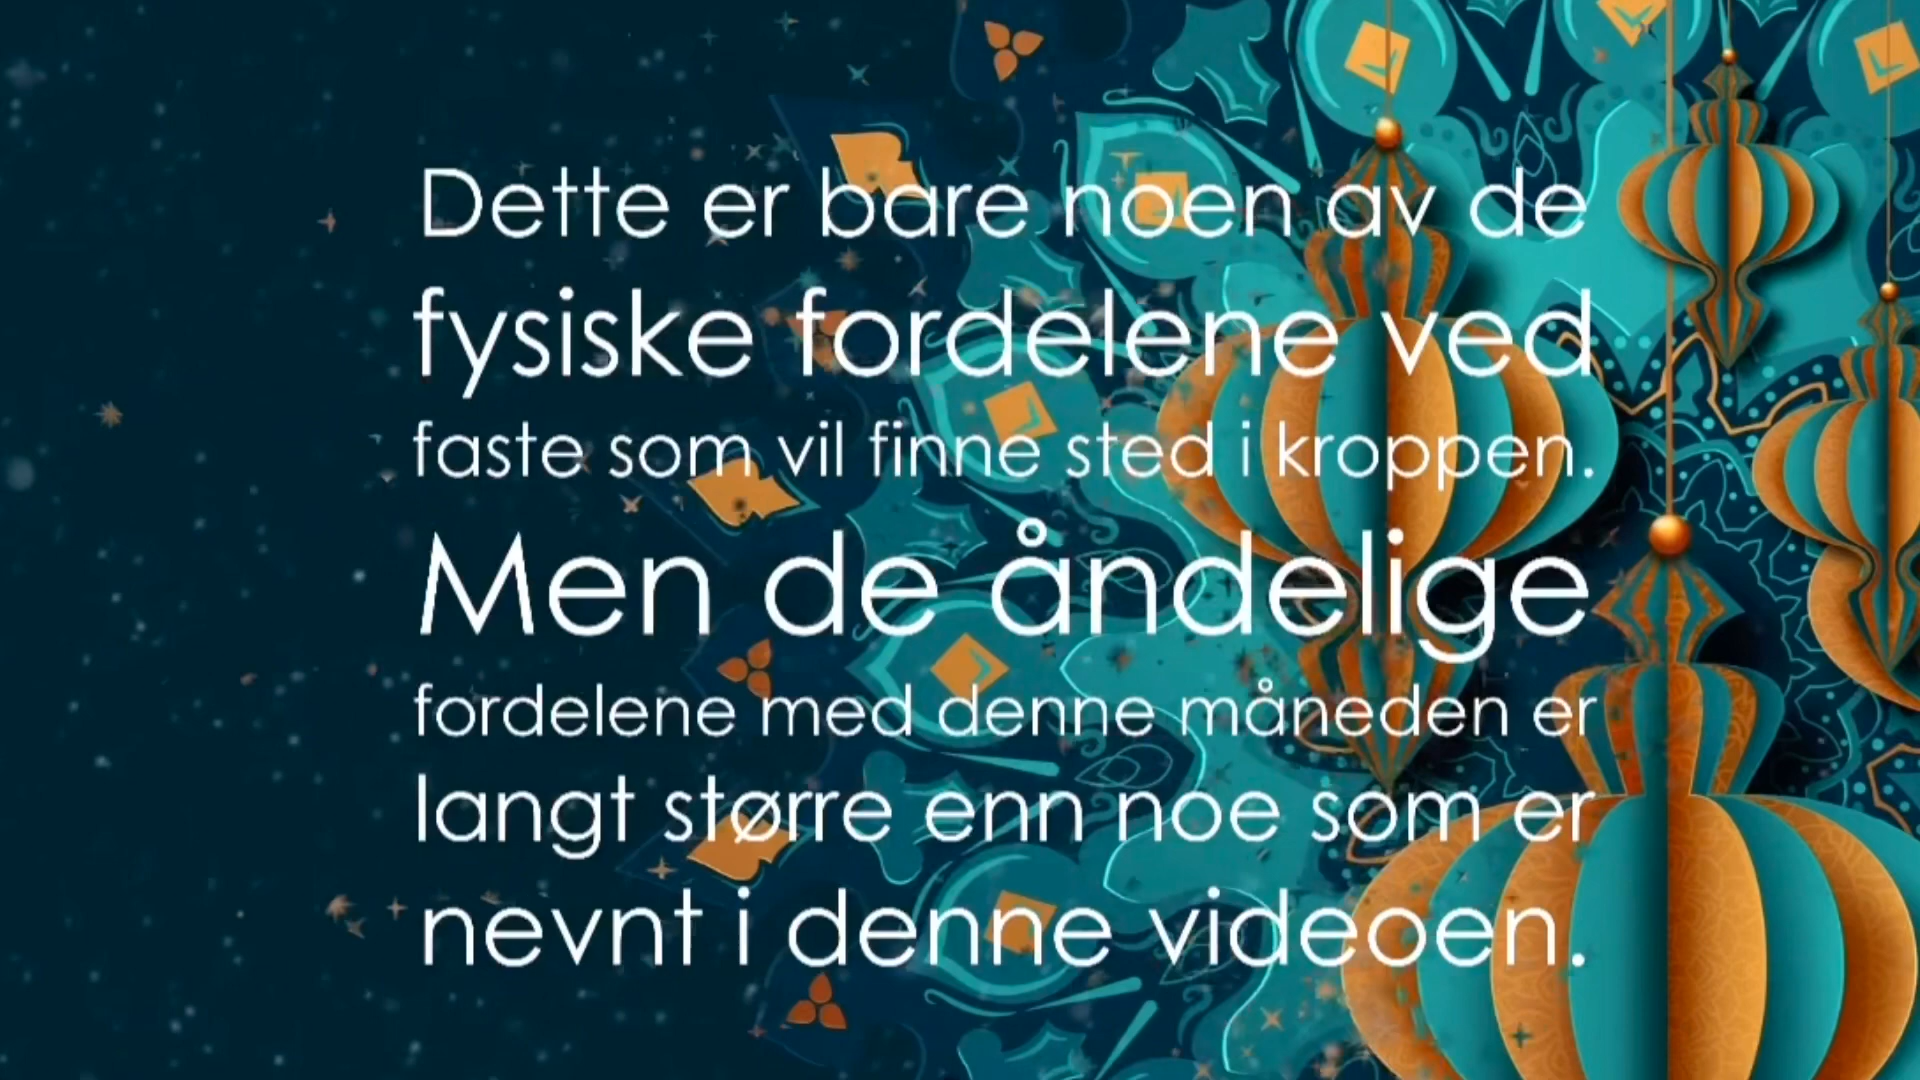 Dette er bare noen av de
fysiske fordelene ved
faste som vil finne sted i kroppen.
Men de åndelige
fordelene med denne måneden er
langt større enn noe som er
nevnt i denne videoen.